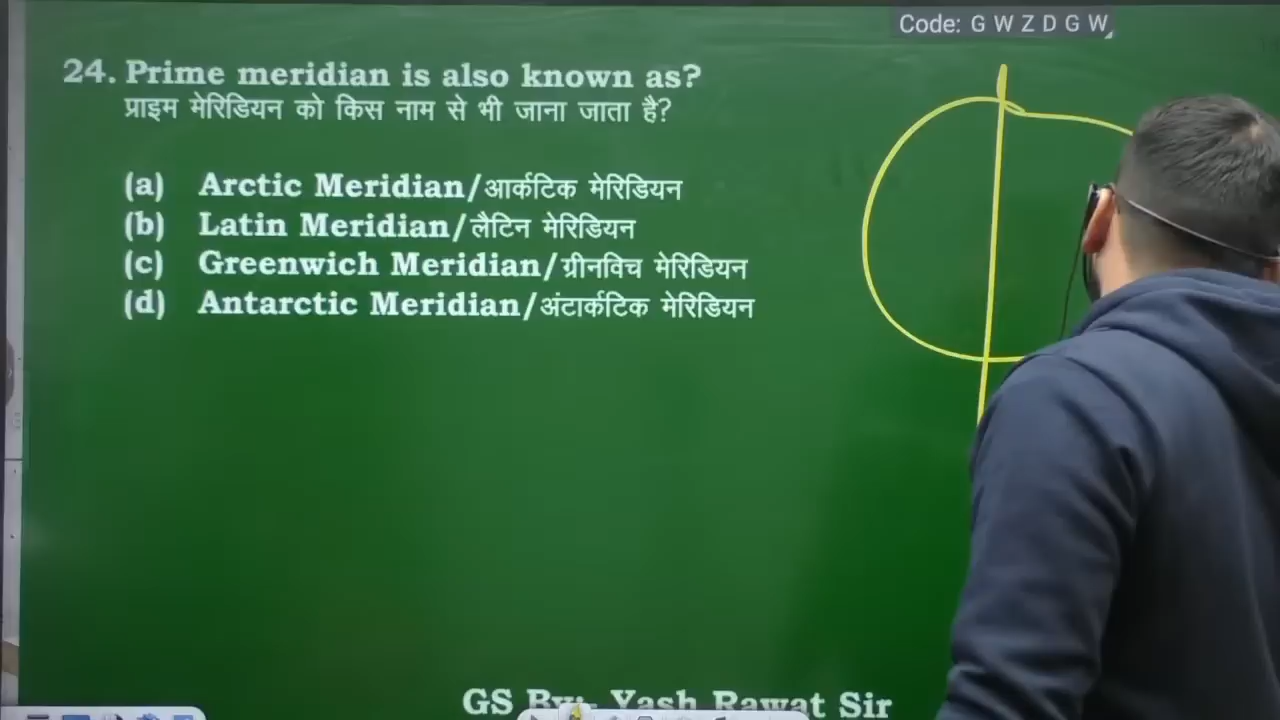 Code: G W Z D G W
24. Prime meridian is also known as?
प्राइम मेरिडियन को किस नाम से भी जाना जाता है?
(a) Arctic Meridian/आर्कटिक मेरिडियन
(b) Latin Meridian/लैटिन मेरिडियन
(c) Greenwich Meridian/ग्रीनविच मेरिडियन
(d) Antarctic Meridian/अंटार्कटिक मेरिडियन
GS By:- Yash Rawat Sir